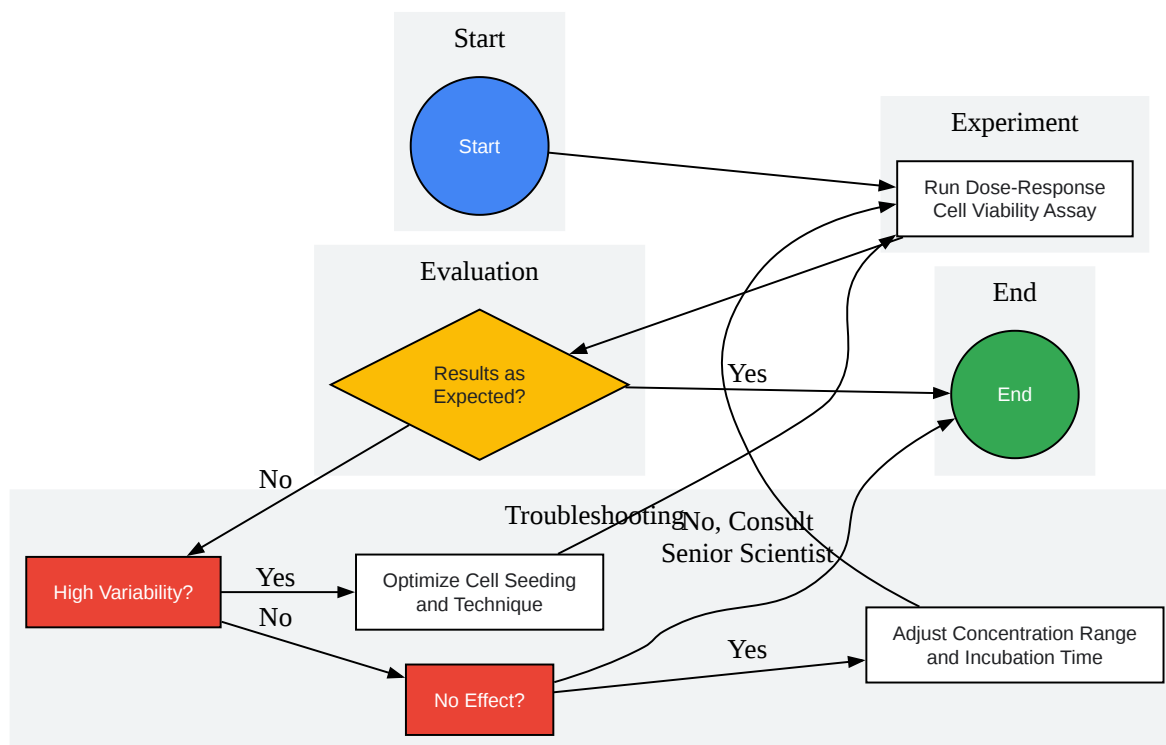 Start
Start
Experiment
Run Dose-Response
Cell Viability Assay
Evaluation
Results as
Expected?
End
End
Yes
No
Troubleshooting
No, Consult
Senior Scientist
High Variability?
Yes
Optimize Cell Seeding
and Technique
No
Adjust Concentration Range
and Incubation Time
Yes
No Effect?